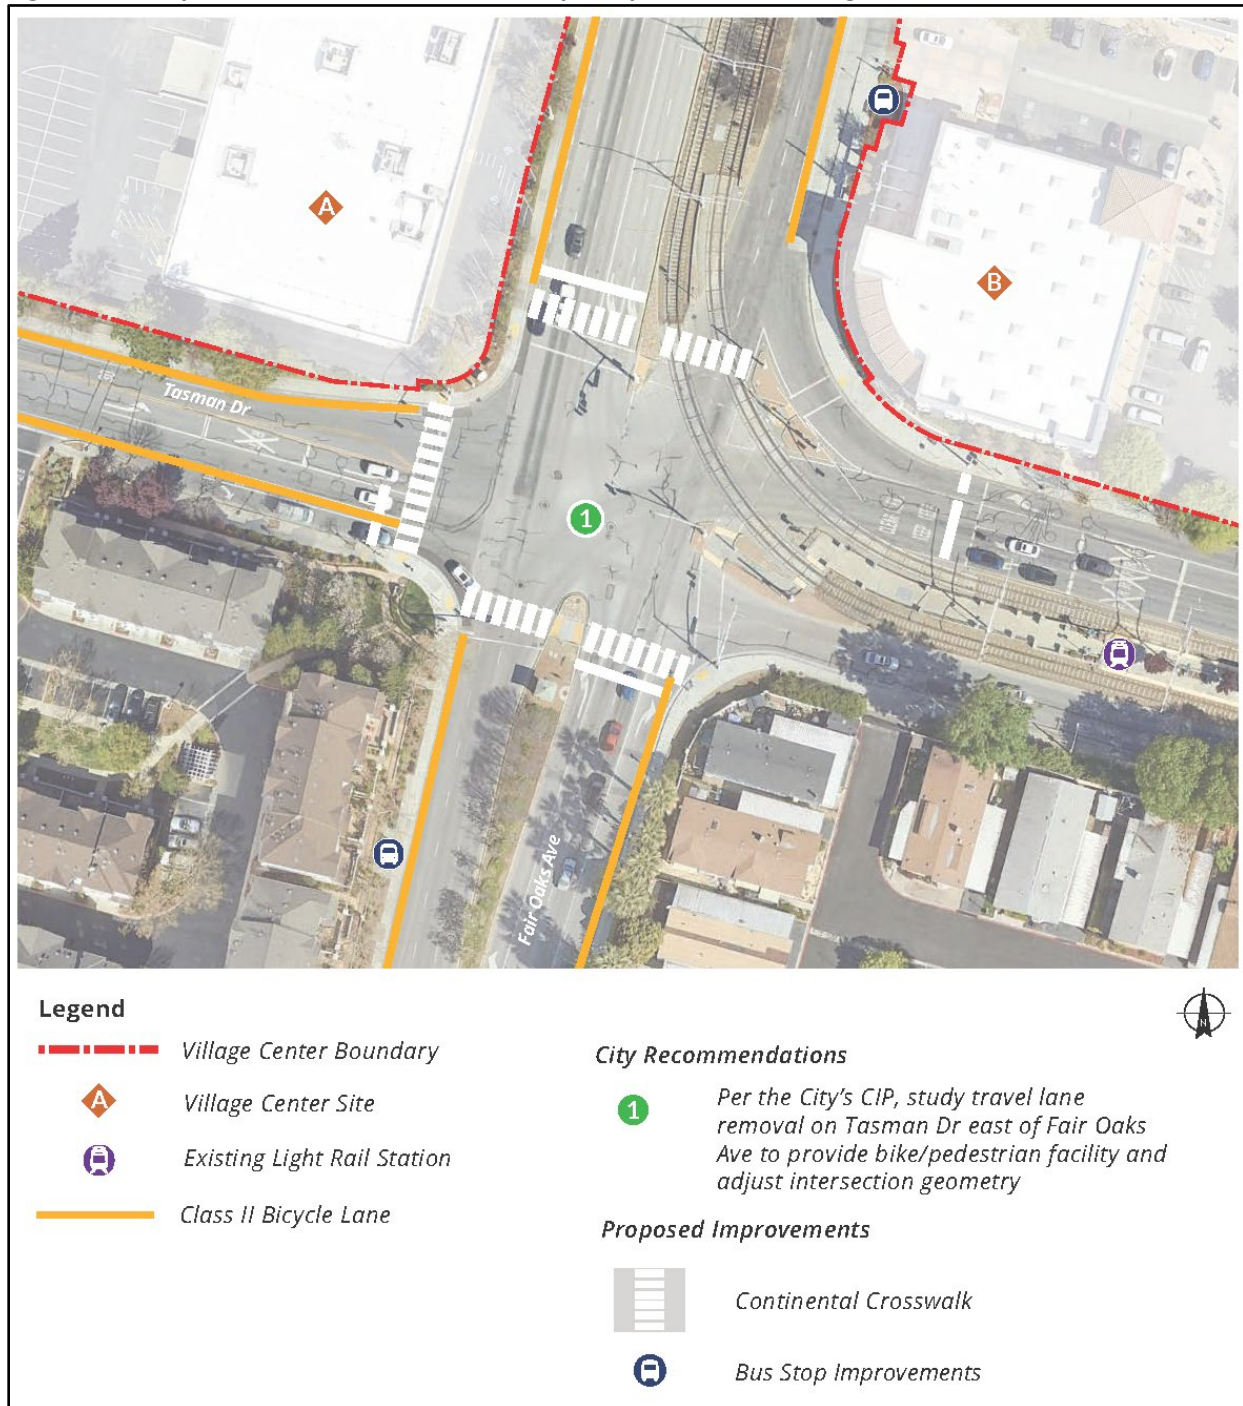 A
B
Tasman Dr
1
Fair Oaks Ave
Legend
Village Center Boundary
A
Village Center Site
Existing Light Rail Station
Class II Bicycle Lane
N
City Recommendations
1
Per the City's CIP, study travel lane
removal on Tasman Dr east of Fair Oaks
Ave to provide bike/pedestrian facility and
adjust intersection geometry
Proposed Improvements
Continental Crosswalk
Bus Stop Improvements